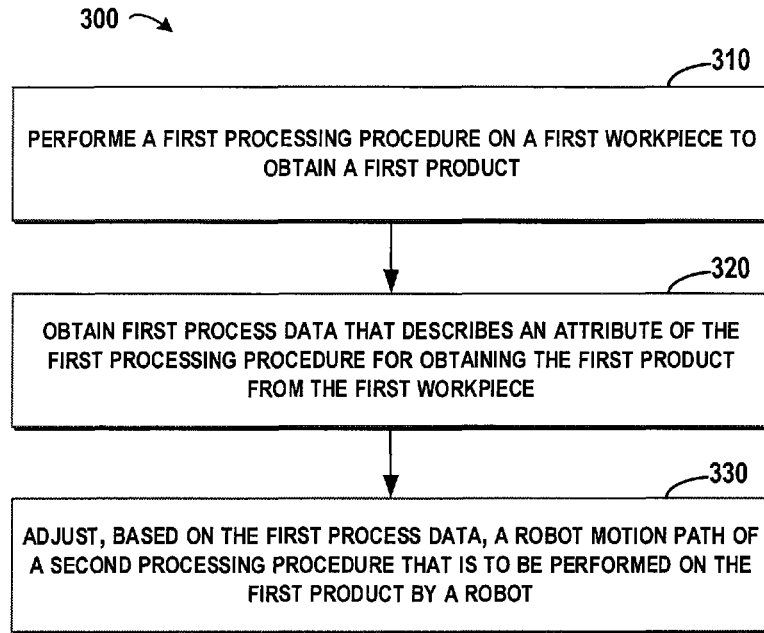 300
310
PERFORME A FIRST PROCESSING PROCEDURE ON A FIRST WORKPIECE TO
OBTAIN A FIRST PRODUCT
320
OBTAIN FIRST PROCESS DATA THAT DESCRIBES AN ATTRIBUTE OF THE
FIRST PROCESSING PROCEDURE FOR OBTAINING THE FIRST PRODUCT
FROM THE FIRST WORKPIECE
330
ADJUST, BASED ON THE FIRST PROCESS DATA, A ROBOT MOTION PATH OF
A SECOND PROCESSING PROCEDURE THAT IS TO BE PERFORMED ON THE
FIRST PRODUCT BY A ROBOT